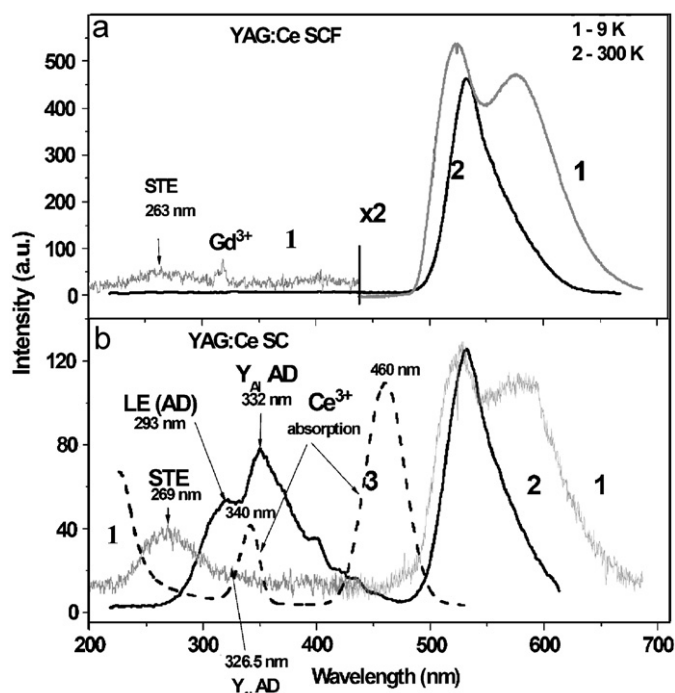 a
YAG:Ce SCF
1 - 9 K
2 - 300 K
500
400
300
200
100
0
STE
263 nm
Gd³⁺
1
x2
2
1
Intensity (a.u.)
b
YAG:Ce SC
120
80
40
0
Y_Al AD
332 nm
LE (AD)
293 nm
Ce³⁺
absorption
460 nm
STE
269 nm
340 nm
3
1
2
1
326.5 nm
200
300
400
500
600
700
Wavelength (nm)
AD